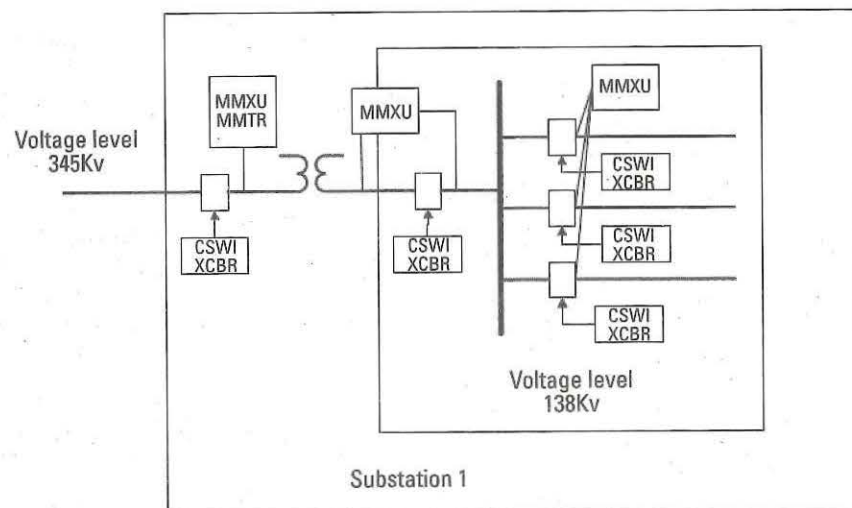 MMXU
MMTR
MMXU
MMXU
Voltage level
345Kv
CSWI
XCBR
CSWI
XCBR
CSWI
XCBR
CSWI
XCBR
CSWI
XCBR
Voltage level
138Kv
Substation 1